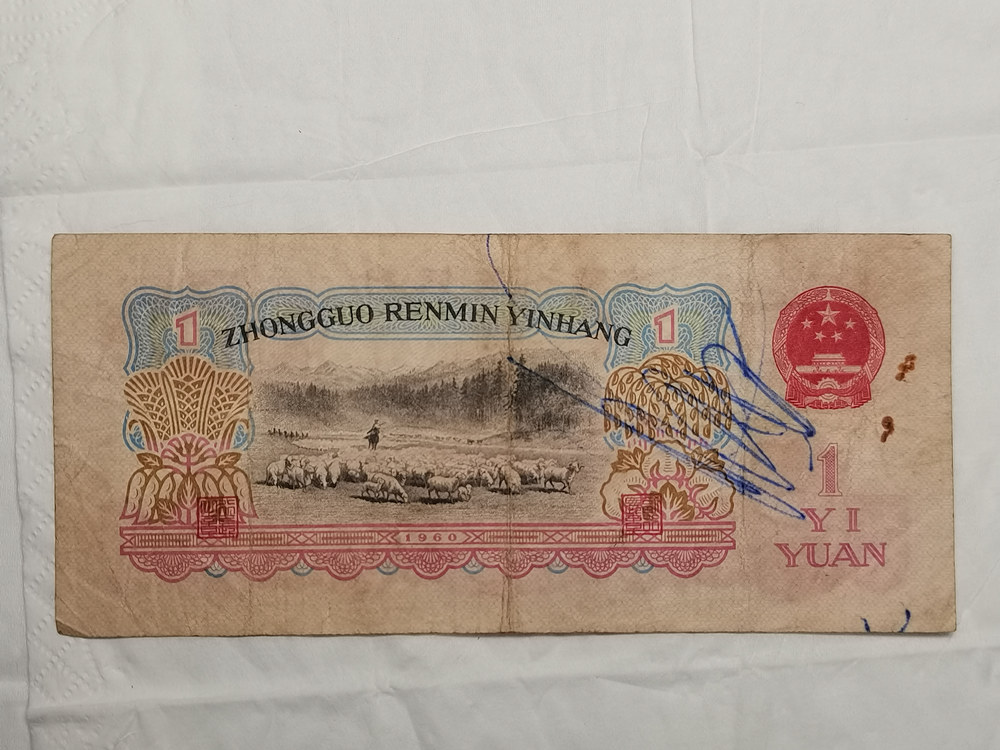 1
ZHONGGUO RENMIN YINHANG
1
1960
1
YI
YUAN